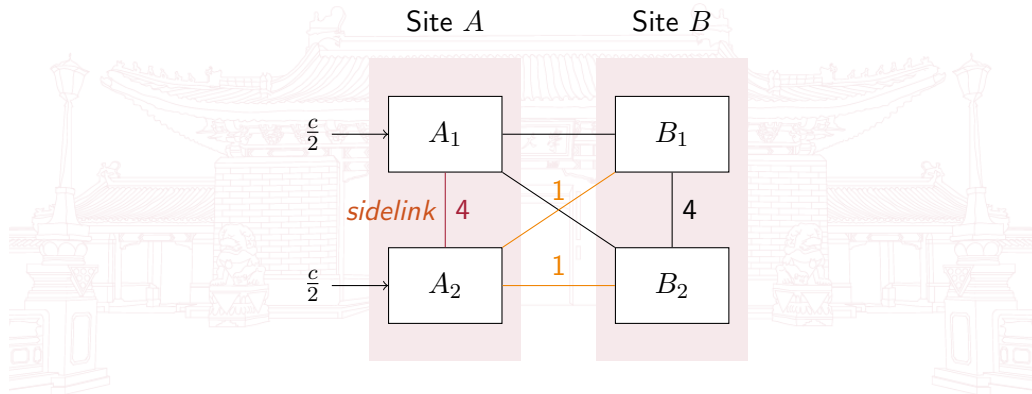 Site A Site B
c/2 A₁ B₁
1
sidelink 4 4
1
c/2 A₂ B₂